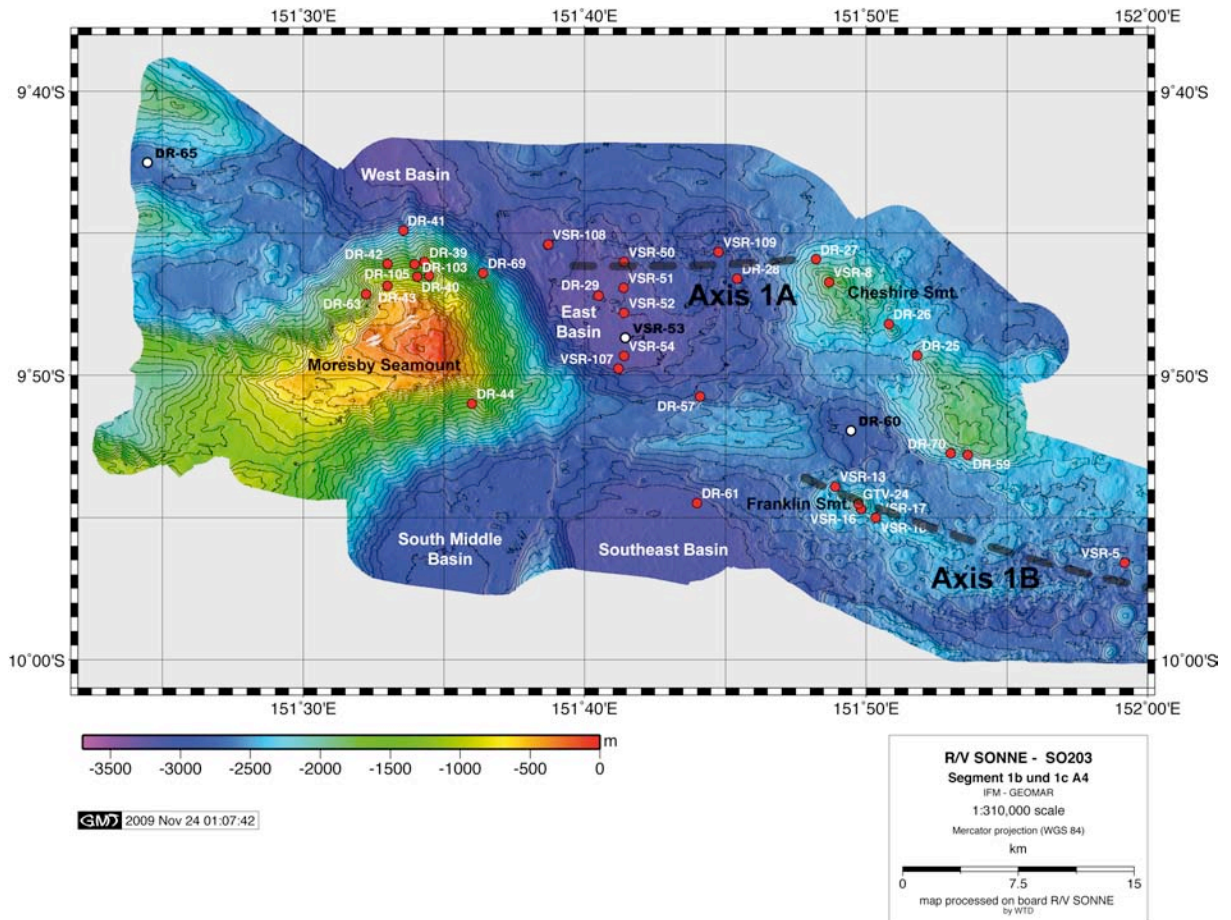 151˚30'E 151˚40'E 151˚50'E 152˚00'E
9˚40'S 9˚40'S
DR-65
West Basin
DR-41
VSR-108
VSR-50
VSR-109
DR-27
DR-42
DR-39
DR-105
DR-103
DR-69
VSR-51
DR-28
VSR-8
DR-40
DR-63
DR-43
DR-29
Axis 1A
Cheshire Smt.
VSR-52
East
Basin
DR-26
VSR-53
VSR-54
DR-25
VSR-107
Moresby Seamount
9˚50'S 9˚50'S
DR-44
DR-57
DR-60
DR-70
DR-59
VSR-13
DR-61
Franklin Smt.
GTV-24
VSR-17
VSR-16
South Middle
Basin
Southeast Basin
VSR-5
Axis 1B
10˚00'S 10˚00'S
151˚30'E 151˚40'E 151˚50'E 152˚00'E
m
-3500 -3000 -2500 -2000 -1500 -1000 -500 0
GMT 2009 Nov 24 01:07:42
R/V SONNE - SO203
Segment 1b und 1c A4
IFM - GEOMAR
1:310,000 scale
Mercator projection (WGS 84)
km
0 7.5 15
map processed on board R/V SONNE
by WTD